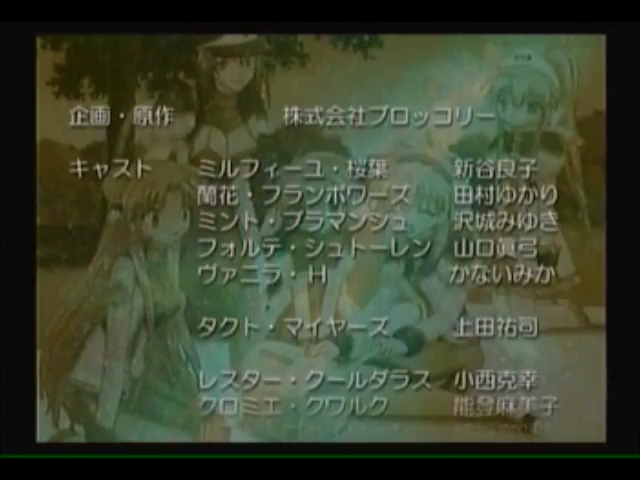 企画・原作 株式会社ブロッコリー
キャスト ミルフィーユ・桜葉 新谷良子
蘭花・フランボワーズ 田村ゆかり
ミント・ブラマンシュ 沢城みゆき
フォルテ・シュトーレン 山口眞弓
ヴァニラ・H かないみか
タクト・マイヤーズ 上田祐司
レスター・クールダラス 小西克幸
クロミエ・クワルク 能登麻美子